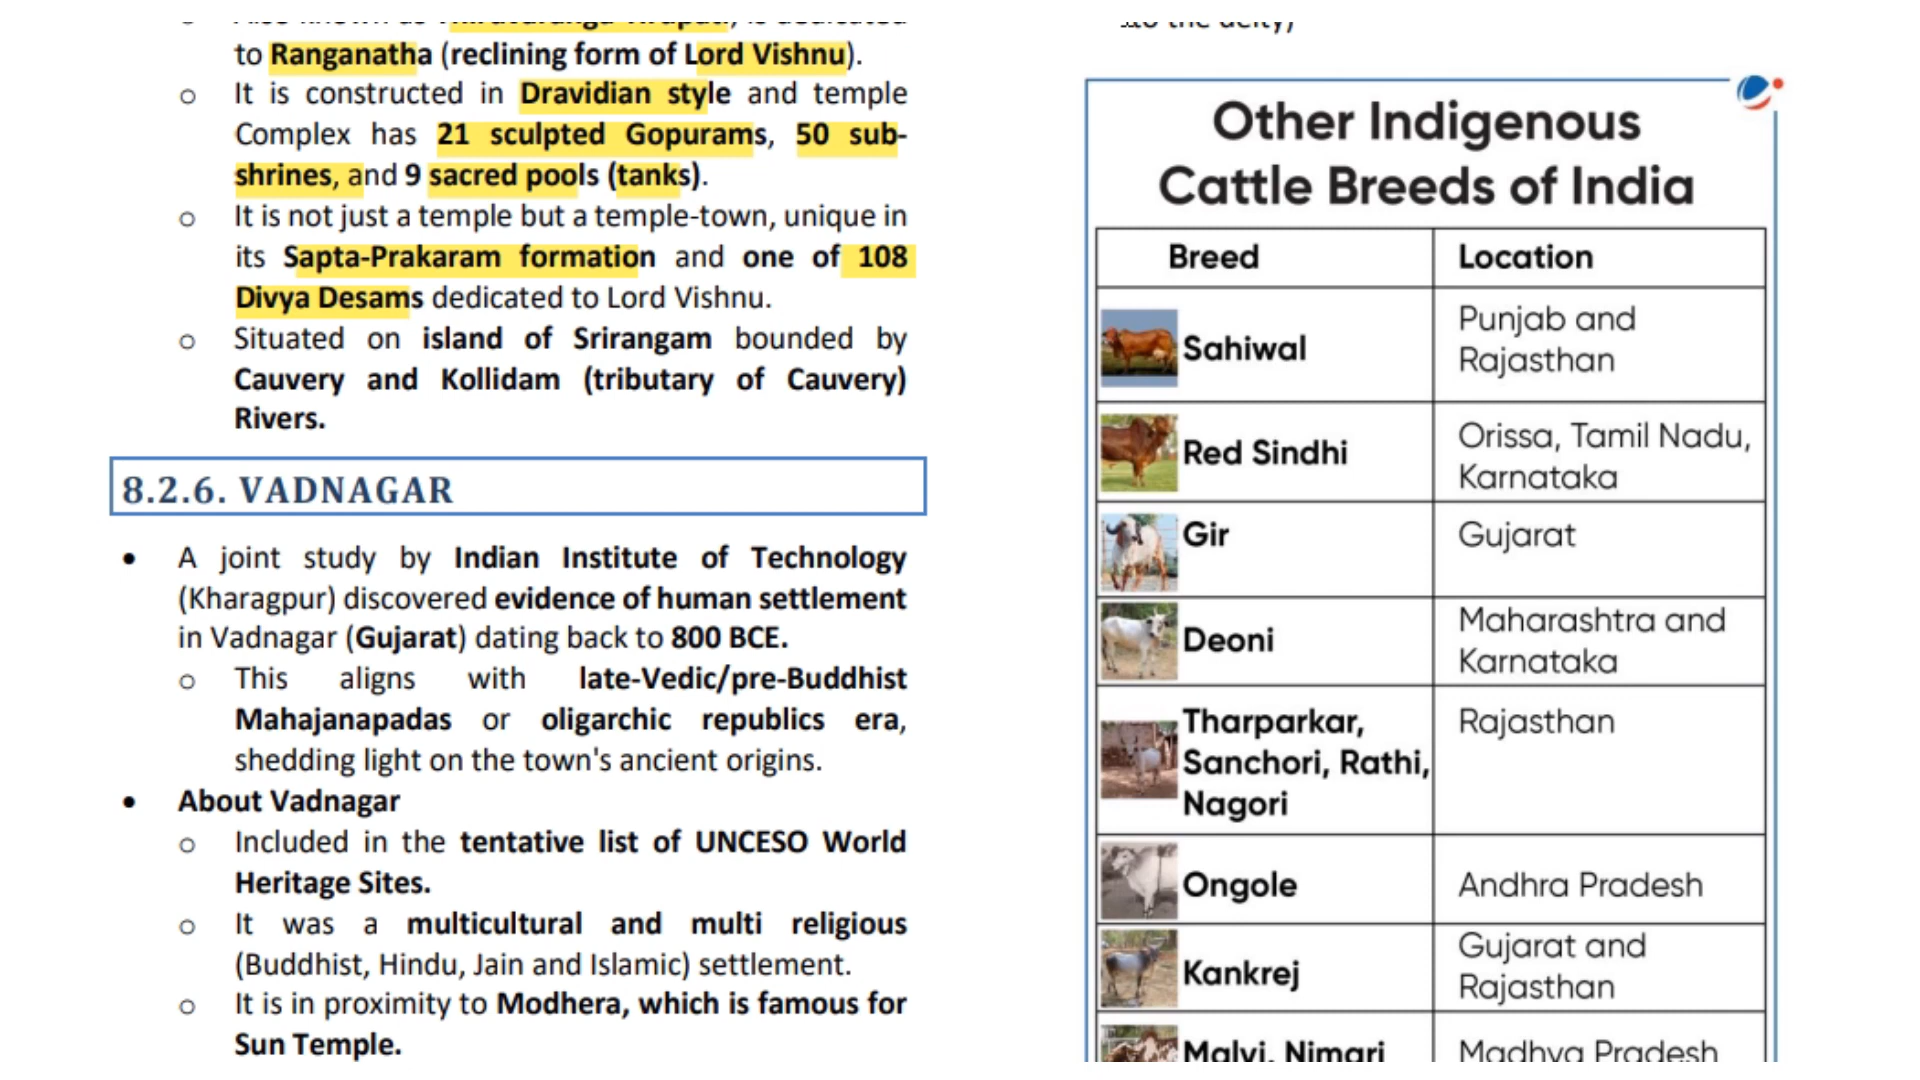 to Ranganatha (reclining form of Lord Vishnu).
o It is constructed in Dravidian style and temple
Complex has 21 sculpted Gopurams, 50 sub-
shrines, and 9 sacred pools (tanks).
o It is not just a temple but a temple-town, unique in
its Sapta-Prakaram formation and one of 108
Divya Desams dedicated to Lord Vishnu.
o Situated on island of Srirangam bounded by
Cauvery and Kollidam (tributary of Cauvery)
Rivers.
8.2.6. VADNAGAR
• A joint study by Indian Institute of Technology
(Kharagpur) discovered evidence of human settlement
in Vadnagar (Gujarat) dating back to 800 BCE.
o This aligns with late-Vedic/pre-Buddhist
Mahajanapadas or oligarchic republics era,
shedding light on the town's ancient origins.
• About Vadnagar
o Included in the tentative list of UNCESO World
Heritage Sites.
o It was a multicultural and multi religious
(Buddhist, Hindu, Jain and Islamic) settlement.
o It is in proximity to Modhera, which is famous for
Sun Temple.
the deity)
Other Indigenous
Cattle Breeds of India
Breed Location
Sahiwal Punjab and
Rajasthan
Red Sindhi Orissa, Tamil Nadu,
Karnataka
Gir Gujarat
Deoni Maharashtra and
Karnataka
Tharparkar, Rajasthan
Sanchori, Rathi,
Nagori
Ongole Andhra Pradesh
Kankrej Gujarat and
Rajasthan
Malvi, Nimari Madhya Pradesh